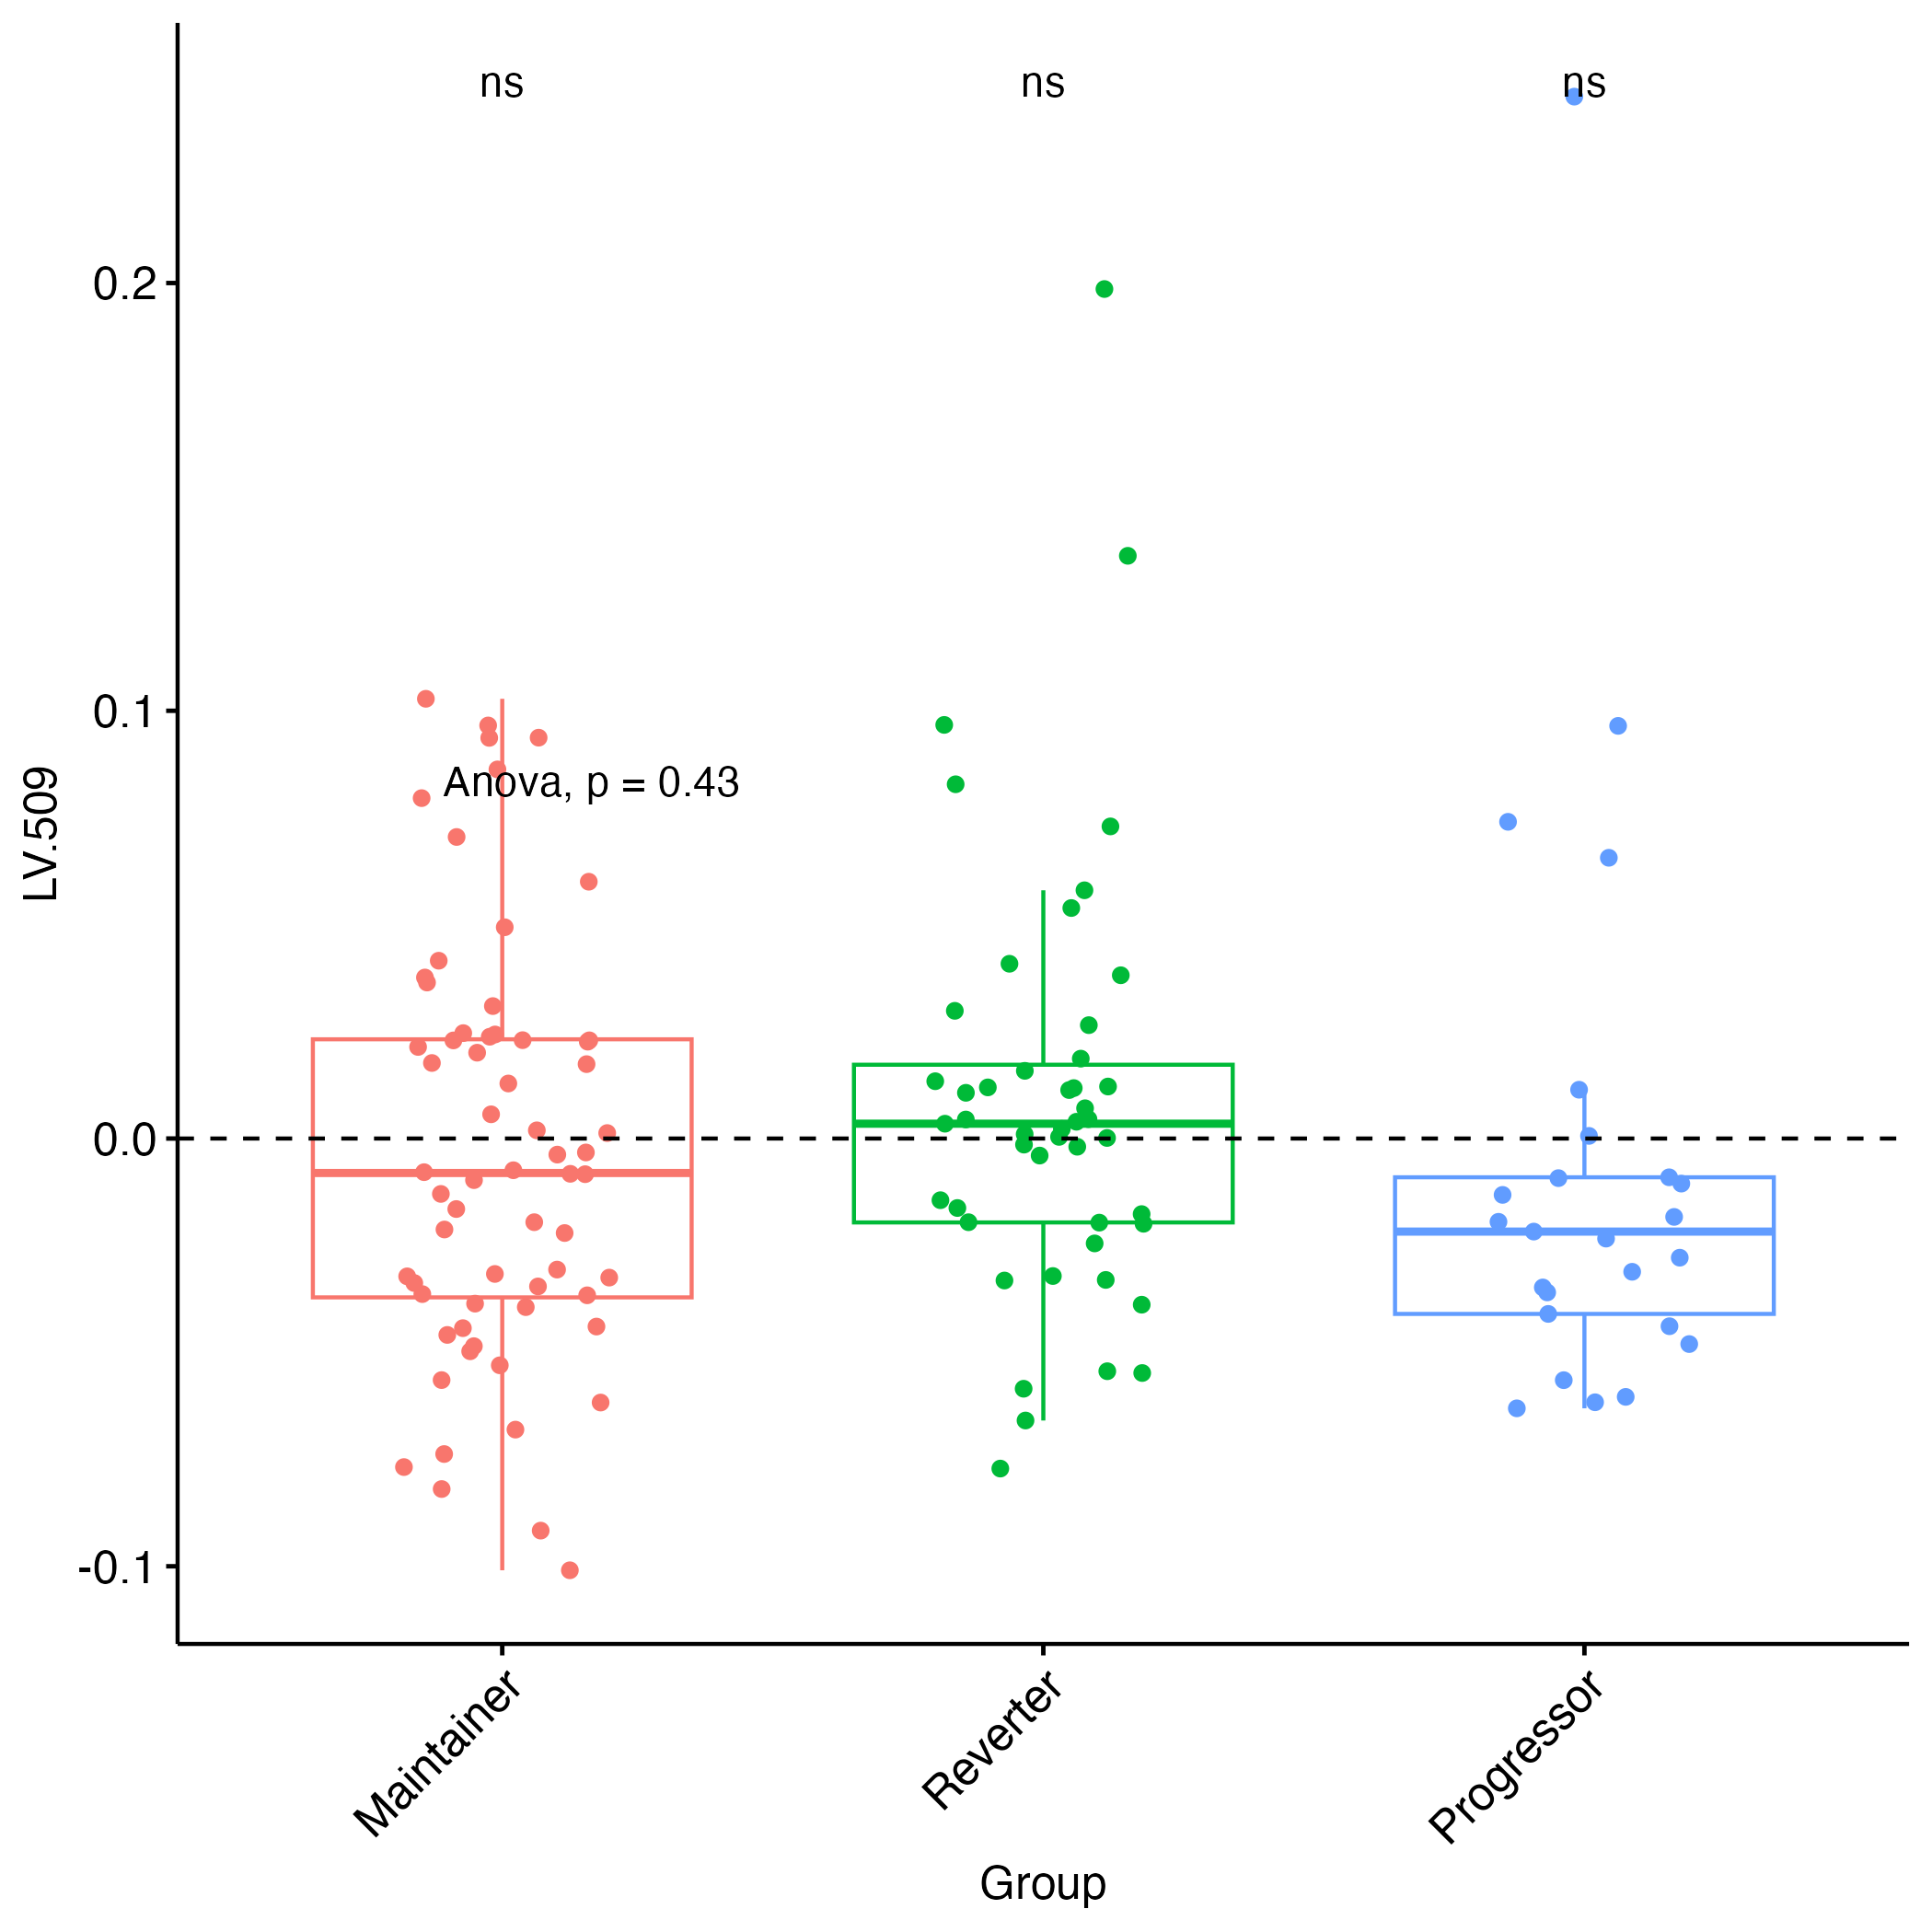 ns ns ns
0.2
0.1
Anova, p = 0.43
LV.509
0.0
-0.1
Maintainer Reverter Progressor
Group